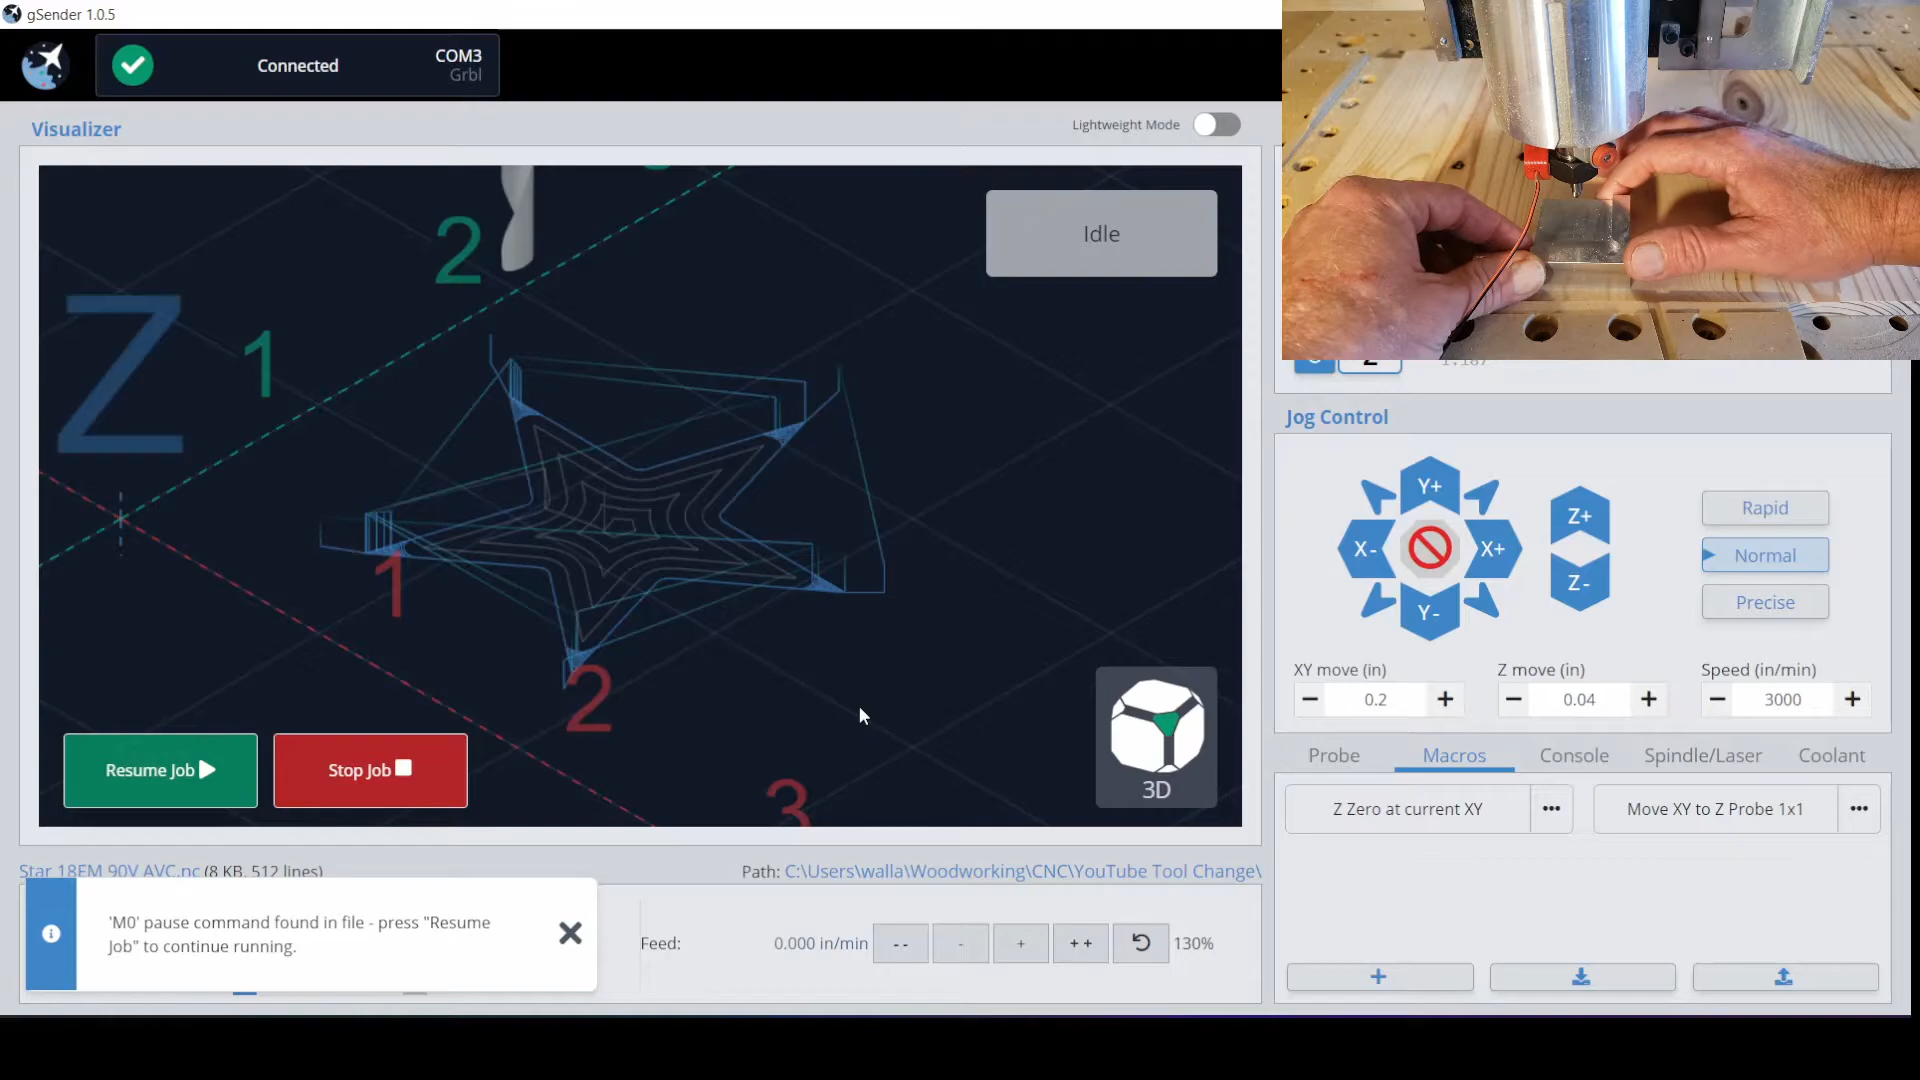 gSender 1.0.5
Connected
COM3
Grbl
Visualizer
Lightweight Mode
Idle
2
1
Z
1
2
3
Resume Job
Stop Job
3D
Star 18EM 90V AVC.nc (8 KB, 512 lines)
Path: C:\Users\walla\Woodworking\CNC\YouTube Tool Change\
'M0' pause command found in file - press "Resume
Job" to continue running.
Feed:
0.000 in/min
- -
-
+
+ +
130%
Jog Control
Y+
X-
X+
Y-
Z+
Z-
Rapid
Normal
Precise
XY move (in)
Z move (in)
Speed (in/min)
0.2
0.04
3000
Probe
Macros
Console
Spindle/Laser
Coolant
Z Zero at current XY
Move XY to Z Probe 1x1